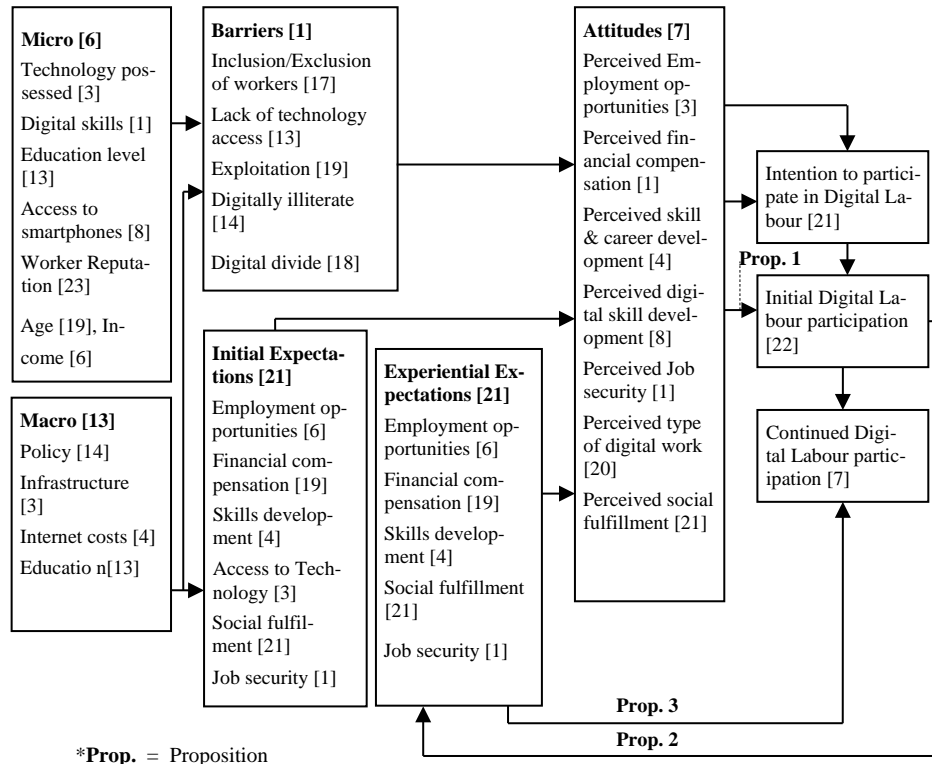 Micro [6]
Technology pos-
sessed [3]
Digital skills [1]
Education level
[13]
Access to
smartphones [8]
Worker Reputa-
tion [23]
Age [19], In-
come [6]
Macro [13]
Policy [14]
Infrastructure
[3]
Internet costs [4]
Educatio n[13]
Barriers [1]
Inclusion/Exclusion
of workers [17]
Lack of technology
access [13]
Exploitation [19]
Digitally illiterate
[14]
Digital divide [18]
Initial Expecta-
tions [21]
Employment op-
portunities [6]
Financial com-
pensation [19]
Skills develop-
ment [4]
Access to Tech-
nology [3]
Social fulfil-
ment [21]
Job security [1]
Experiential Ex-
pectations [21]
Employment op-
portunities [6]
Financial com-
pensation [19]
Skills develop-
ment [4]
Social fulfillment
[21]
Job security [1]
Attitudes [7]
Perceived Em-
ployment oppor-
tunities [3]
Perceived fi-
nancial compen-
sation [1]
Perceived skill
& career devel-
opment [4]
Perceived digi-
tal skill devel-
opment [8]
Perceived Job
security [1]
Perceived type
of digital work
[20]
Perceived social
fulfillment [21]
Intention to partici-
pate in Digital La-
bour [21]
Prop. 1
Initial Digital La-
bour participation
[22]
Continued Digi-
tal Labour partic-
ipation [7]
Prop. 3
Prop. 2
*Prop. = Proposition